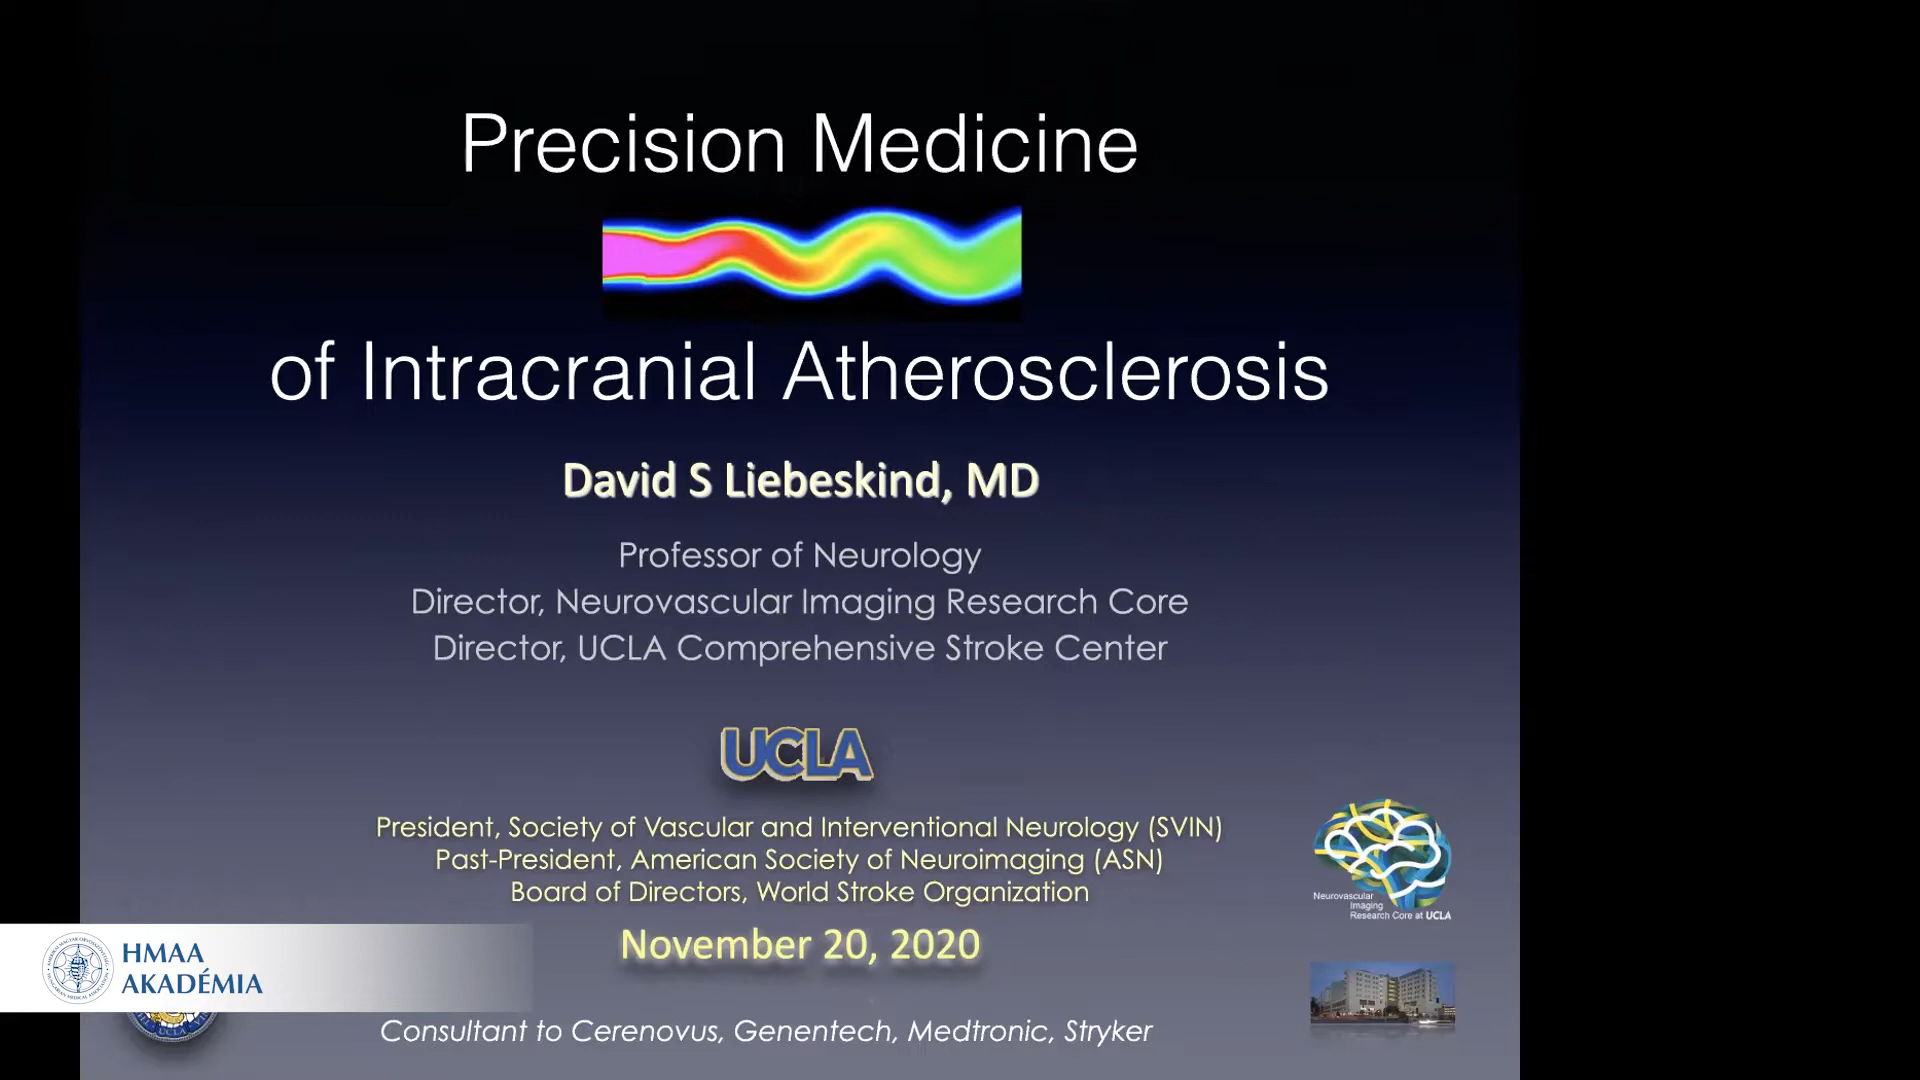 Precision Medicine
of Intracranial Atherosclerosis
David S Liebeskind, MD
Professor of Neurology
Director, Neurovascular Imaging Research Core
Director, UCLA Comprehensive Stroke Center
UCLA
President, Society of Vascular and Interventional Neurology (SVIN)
Past-President, American Society of Neuroimaging (ASN)
Board of Directors, World Stroke Organization
Neurovascular
Imaging
Research Core at UCLA
November 20, 2020
HMAA
AKADÉMIA
Consultant to Cerenovus, Genentech, Medtronic, Stryker